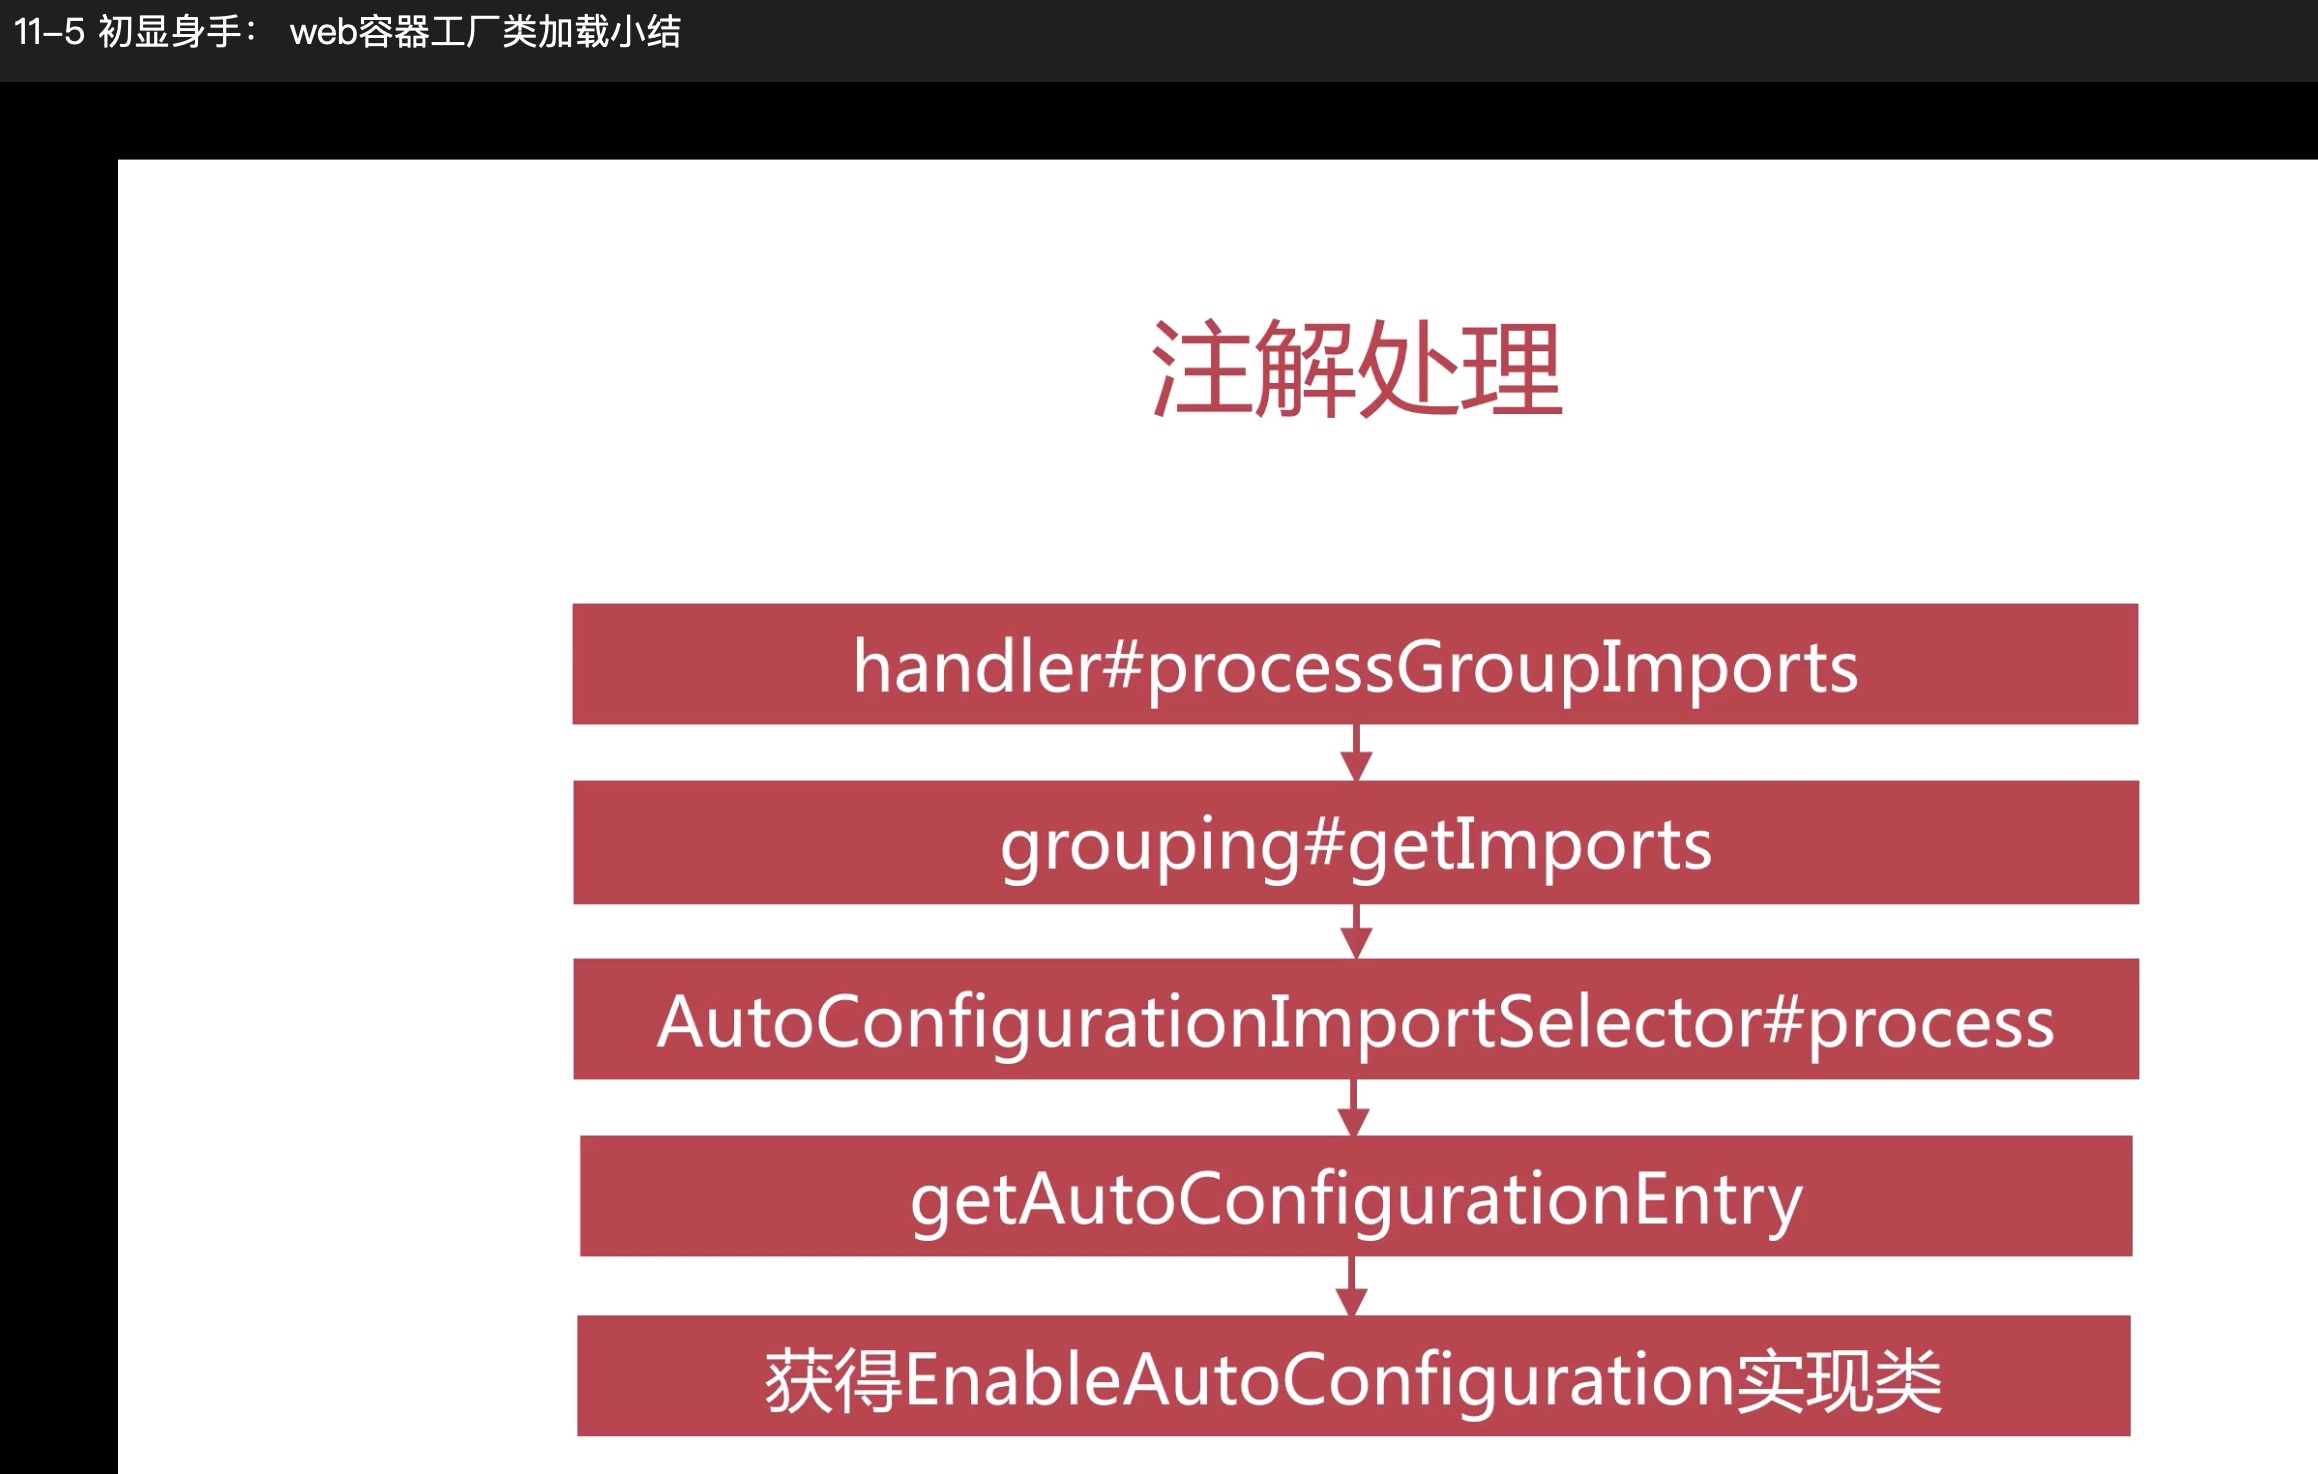 11-5 初显身手： web容器工厂类加载小结
注解处理
handler#processGroupImports
grouping#getImports
AutoConfigurationImportSelector#process
getAutoConfigurationEntry
获得EnableAutoConfiguration实现类